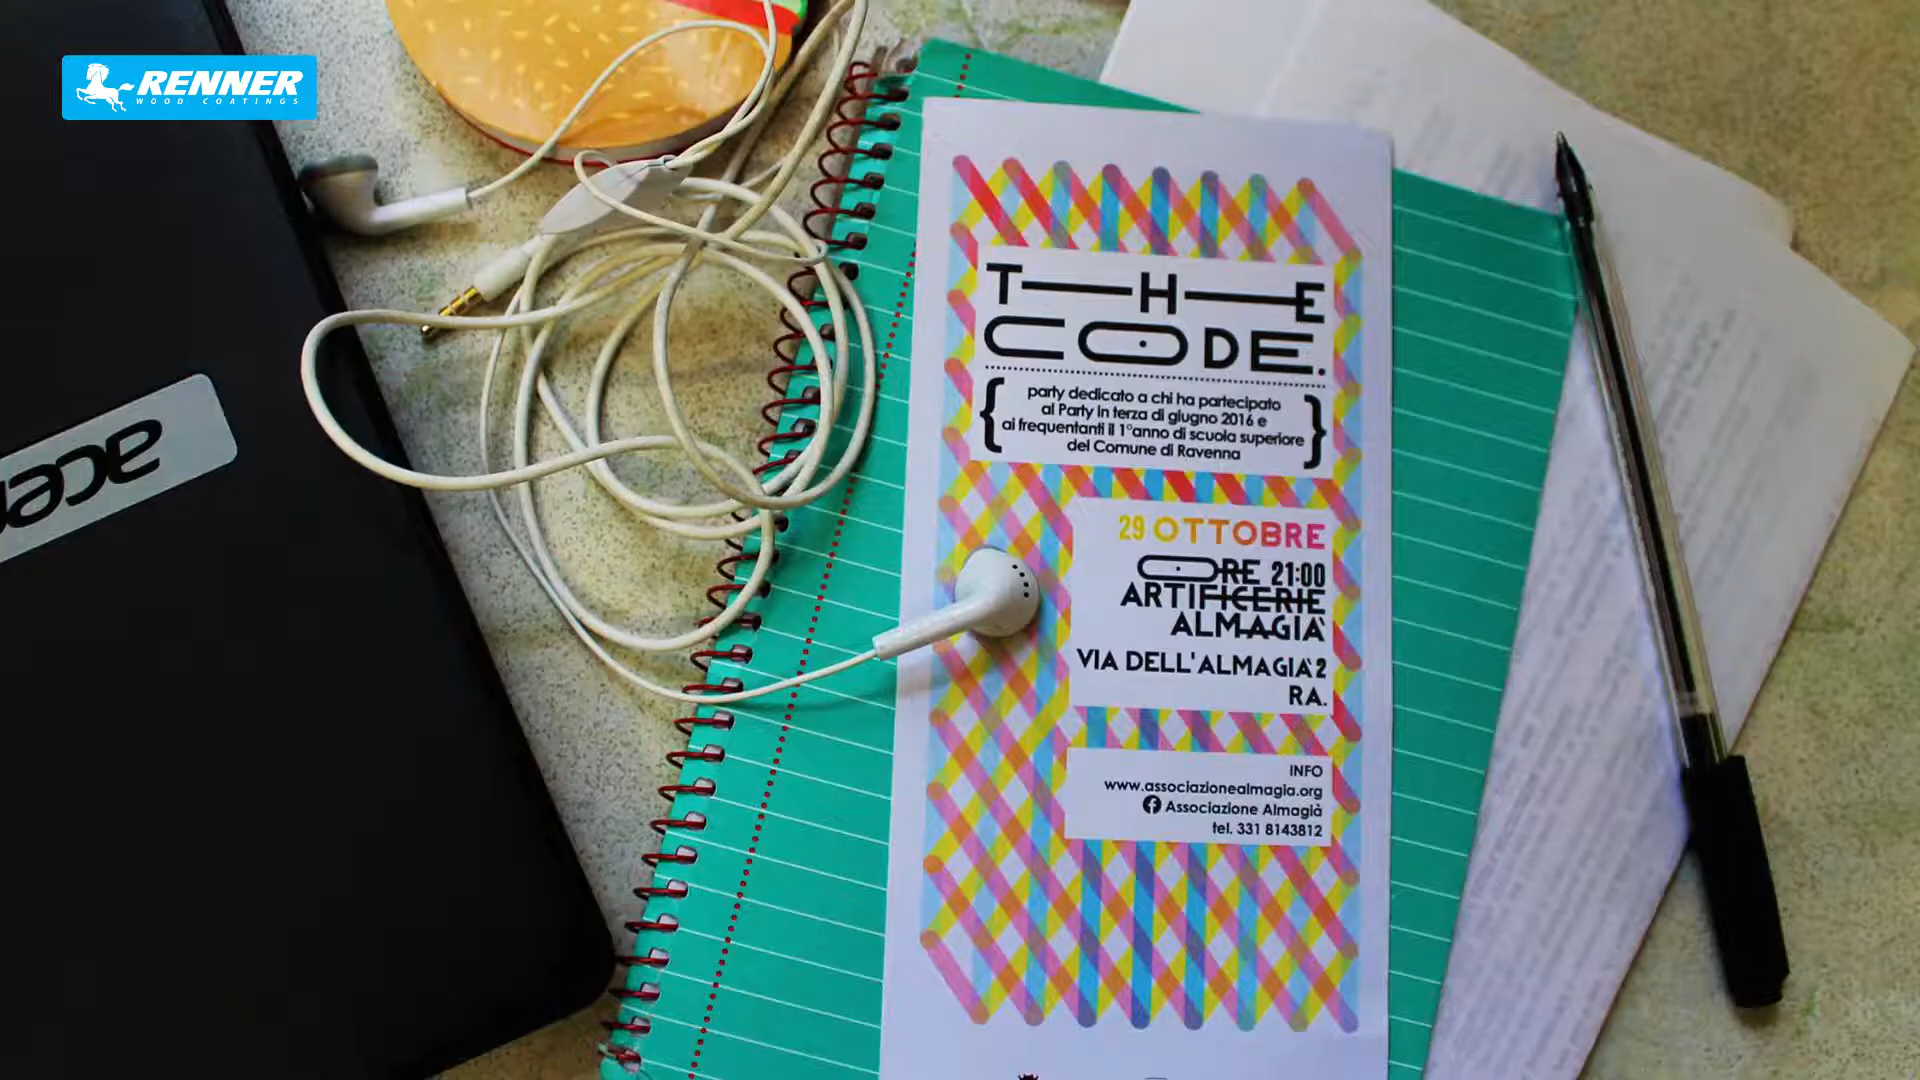 RENNER
WOOD COATINGS
acer
THE
CODE.
party dedicato a chi ha partecipato
al Party in terza di giugno 2016 e
ai frequentanti il 1°anno di scuola superiore
del Comune di Ravenna
29 OTTOBRE
ORE 21:00
ARTIFICERIE
ALMAGIÀ
VIA DELL'ALMAGIÀ 2
RA.
INFO
www.associazionealmagia.org
Associazione Almagià
tel. 331 8143812